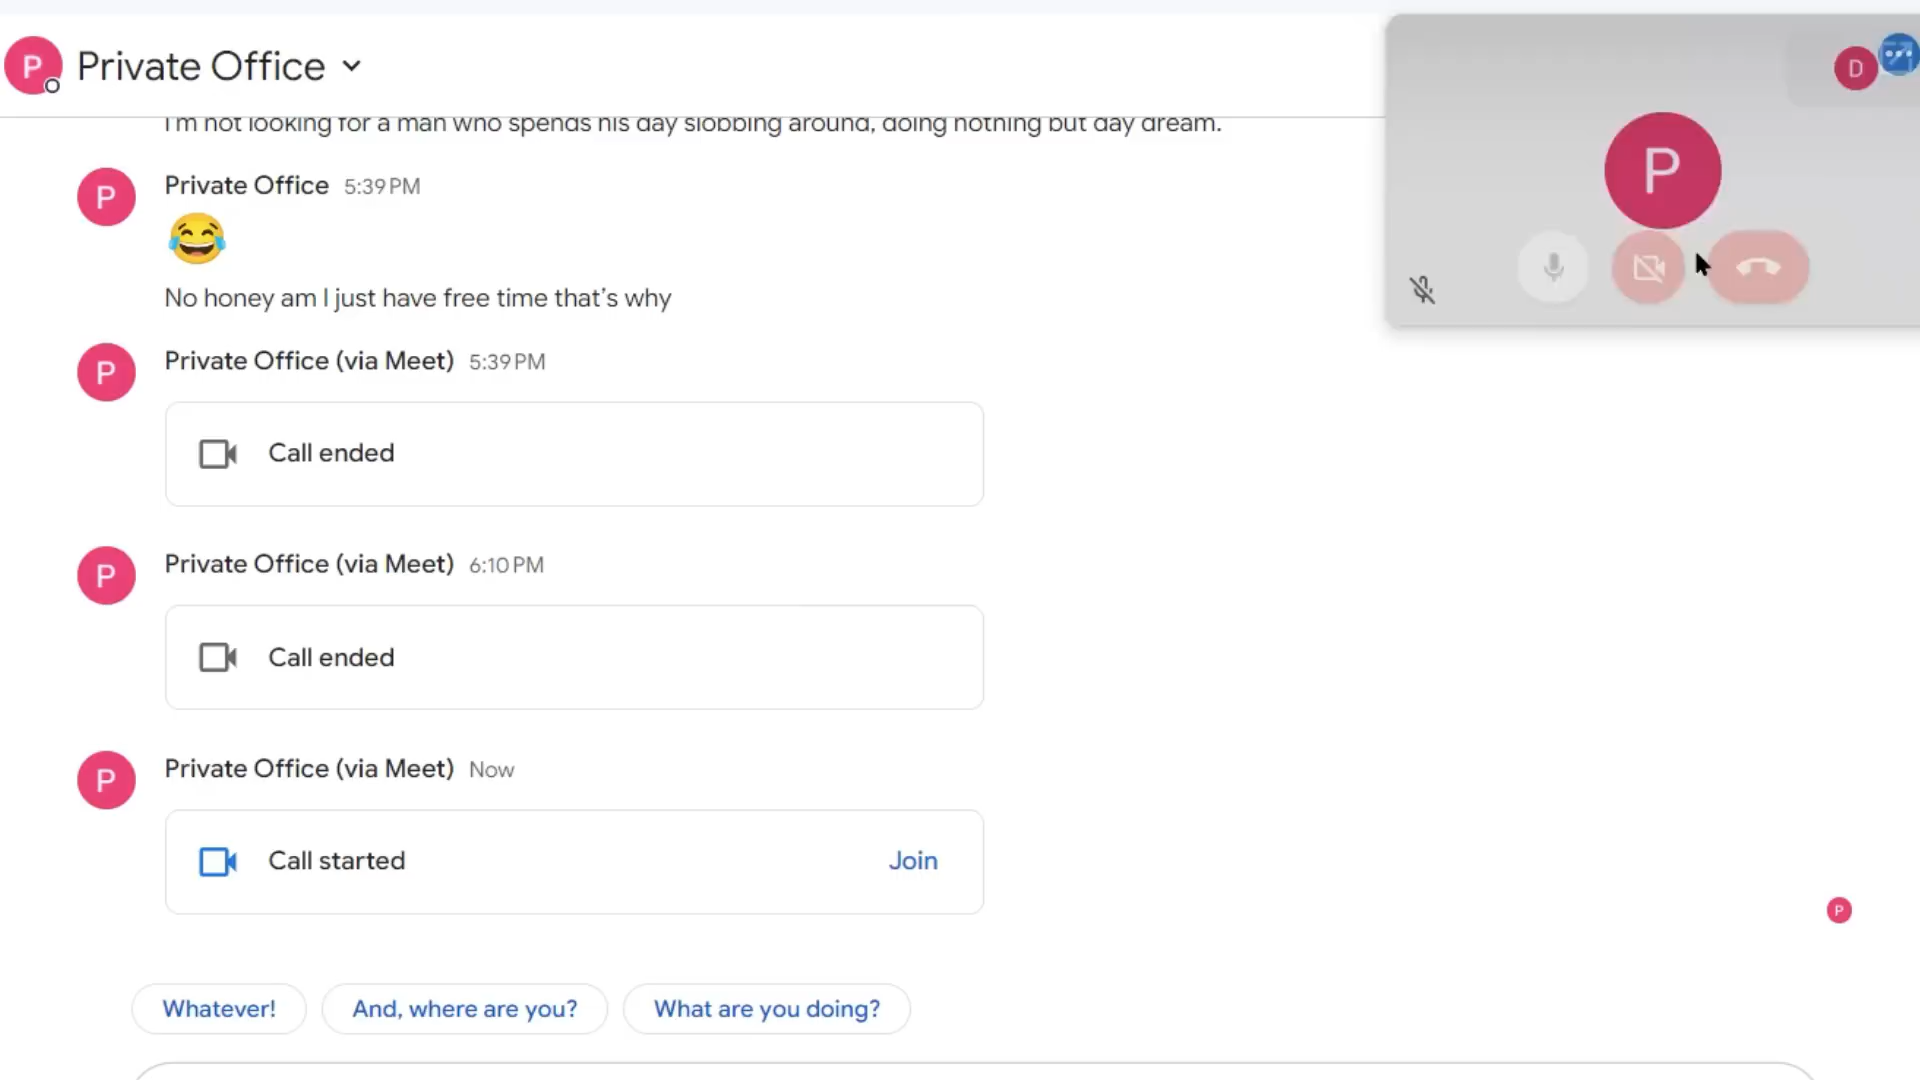 P Private Office
D
P
I'm not looking for a man who spends his day slobbing around, doing nothing but day dream.
P Private Office 5:39 PM
😂
No honey am I just have free time that's why
P Private Office (via Meet) 5:39 PM
Call ended
P Private Office (via Meet) 6:10 PM
Call ended
P Private Office (via Meet) Now
Call started Join
P
Whatever! And, where are you? What are you doing?